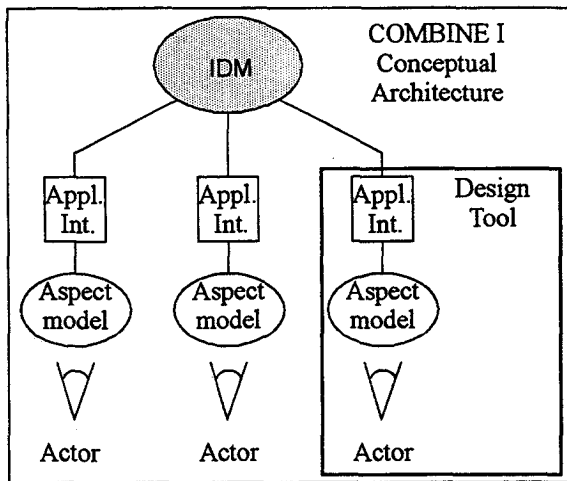 COMBINE I
Conceptual
Architecture
IDM
Appl.
Int.
Appl.
Int.
Appl.
Int.
Design
Tool
Aspect
model
Aspect
model
Aspect
model
Actor
Actor
Actor